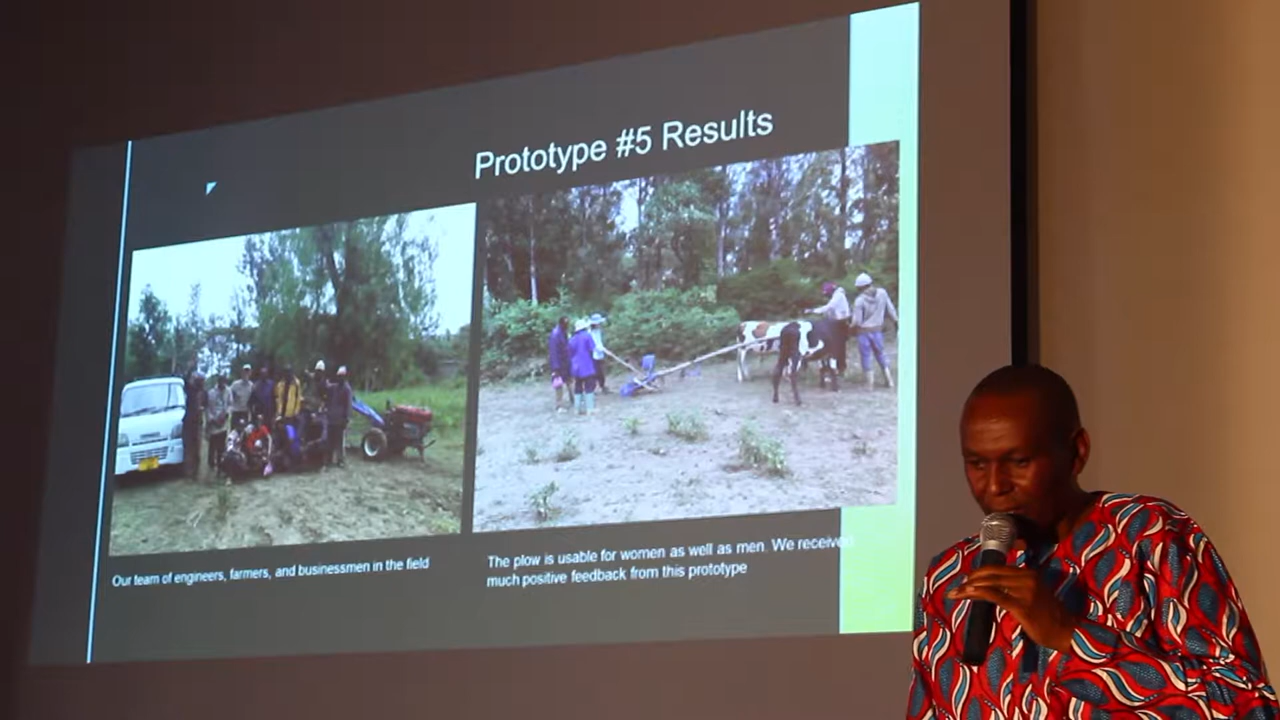 Prototype #5 Results
Our team of engineers, farmers, and businessmen in the field
The plow is usable for women as well as men. We received
much positive feedback from this prototype